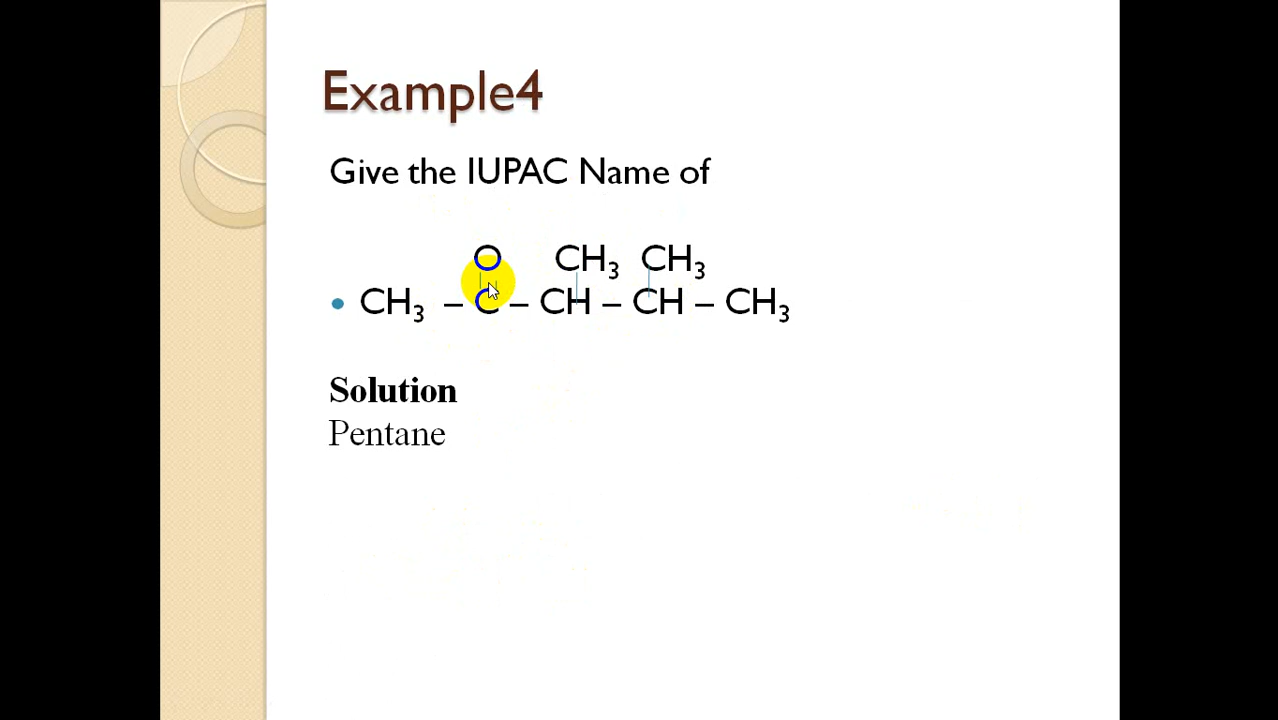 Example4
Give the IUPAC Name of
O CH₃ CH₃
• CH₃ – C – CH – CH – CH₃
Solution
Pentane